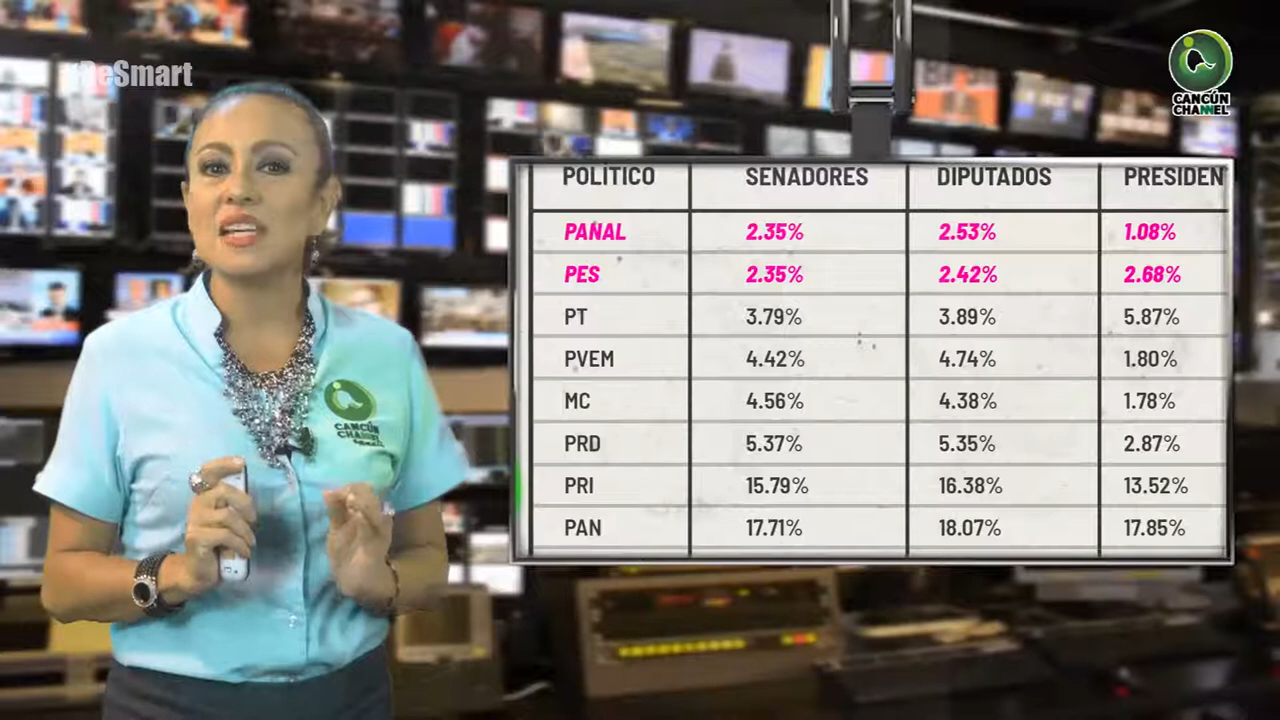 #BeSmart
CANCÚN
CHANNEL
POLÍTICO SENADORES DIPUTADOS PRESIDEN
PANAL 2.35% 2.53% 1.08%
PES 2.35% 2.42% 2.68%
PT 3.79% 3.89% 5.87%
PVEM 4.42% 4.74% 1.80%
MC 4.56% 4.38% 1.78%
PRD 5.37% 5.35% 2.87%
PRI 15.79% 16.38% 13.52%
PAN 17.71% 18.07% 17.85%
CANCÚN
CHANNEL